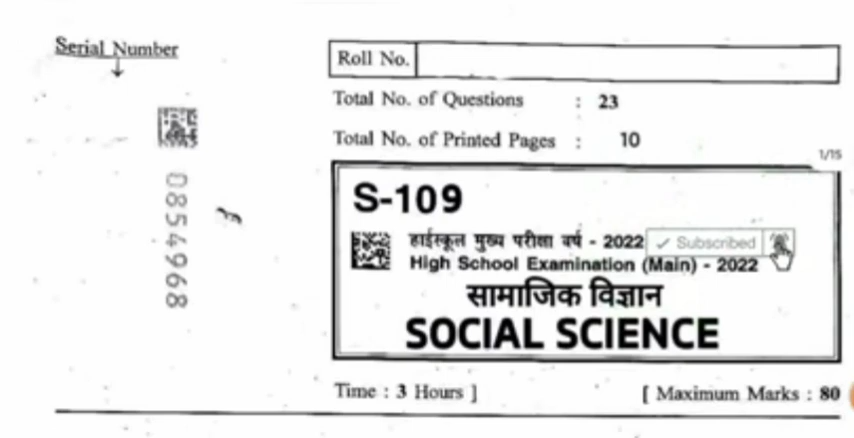 Serial Number
Roll No.
Total No. of Questions : 23
Total No. of Printed Pages : 10
1/15
S-109
0854968
हाईस्कूल मुख्य परीक्षा वर्ष - 2022
✓ Subscribed
High School Examination (Main) - 2022
सामाजिक विज्ञान
SOCIAL SCIENCE
Time : 3 Hours ]
[ Maximum Marks : 80